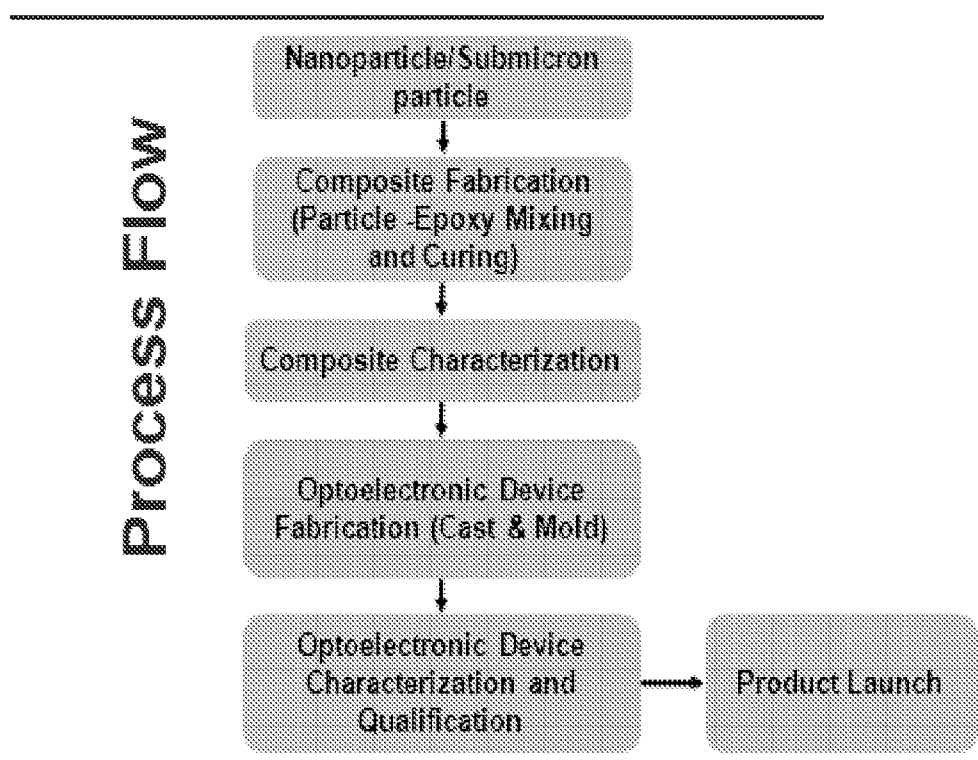 Process Flow
Nanoparticle/Submicron
particle
Composite Fabrication
(Particle -Epoxy Mixing
and Curing)
Composite Characterization
Optoelectronic Device
Fabrication (Cast & Mold)
Optoelectronic Device
Characterization and
Qualification
Product Launch